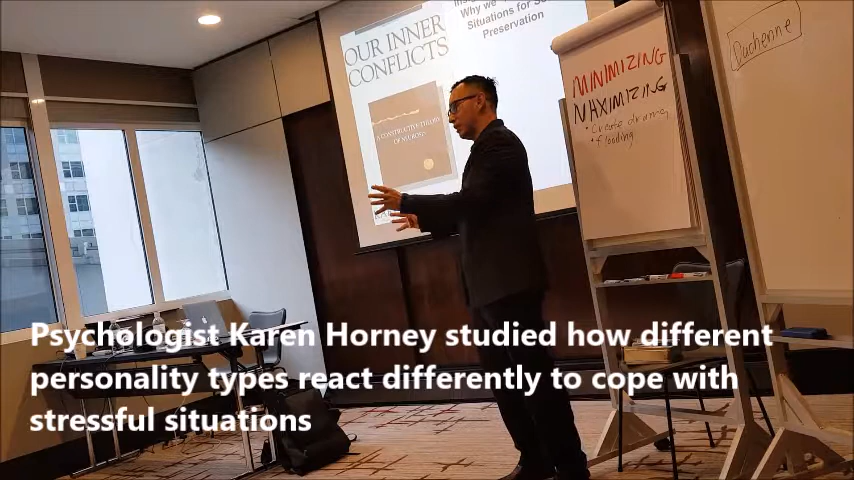 OUR INNER
CONFLICTS
A CONSTRUCTIVE THEORY
OF NEUROSIS
Why we
Situations for
Preservation
MINIMIZING
MAXIMIZING
• Create drama
• flooding
Duchenne
Psychologist Karen Horney studied how different
personality types react differently to cope with
stressful situations